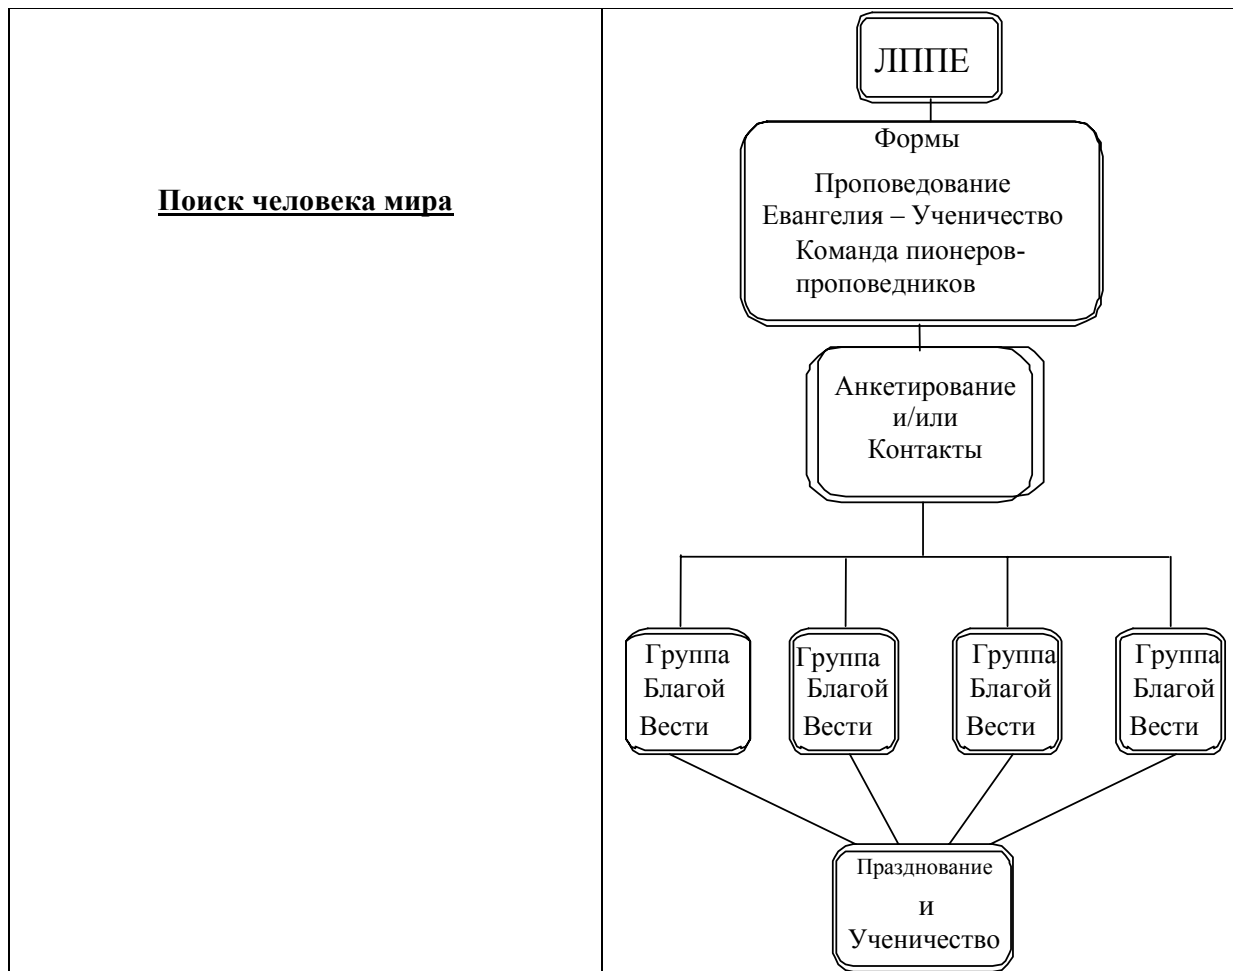 Поиск человека мира
ЛППЕ
Формы
Проповедование
Евангелия – Ученичество
Команда пионеров-
проповедников
Анкетирование
и/или
Контакты
Группа
Благой
Вести
Группа
Благой
Вести
Группа
Благой
Вести
Группа
Благой
Вести
Празднование
и
Ученичество